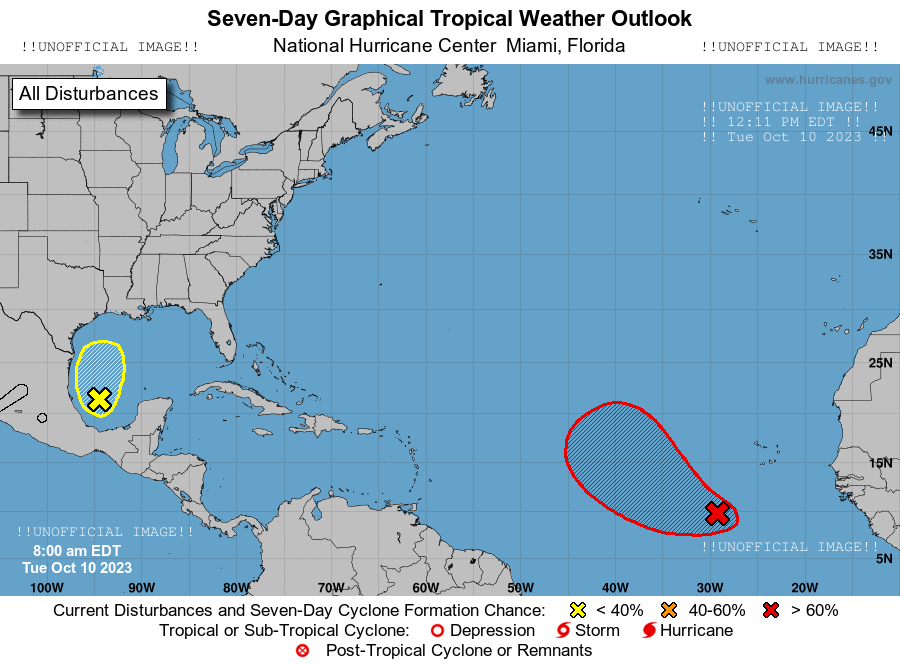 Seven-Day Graphical Tropical Weather Outlook
!!UNOFFICIAL IMAGE!! National Hurricane Center Miami, Florida !!UNOFFICIAL IMAGE!!
www.hurricanes.gov
All Disturbances
!!UNOFFICIAL IMAGE!!
!! 12:11 PM EDT !!
!! Tue Oct 10 2023 !!
45N
35N
25N
15N
!!UNOFFICIAL IMAGE!!
!!UNOFFICIAL IMAGE!!
8:00 am EDT
5N
Tue Oct 10 2023
100W 90W 80W 70W 60W 50W 40W 30W 20W
Current Disturbances and Seven-Day Cyclone Formation Chance: < 40% 40-60% > 60%
Tropical or Sub-Tropical Cyclone: Depression Storm Hurricane
Post-Tropical Cyclone or Remnants